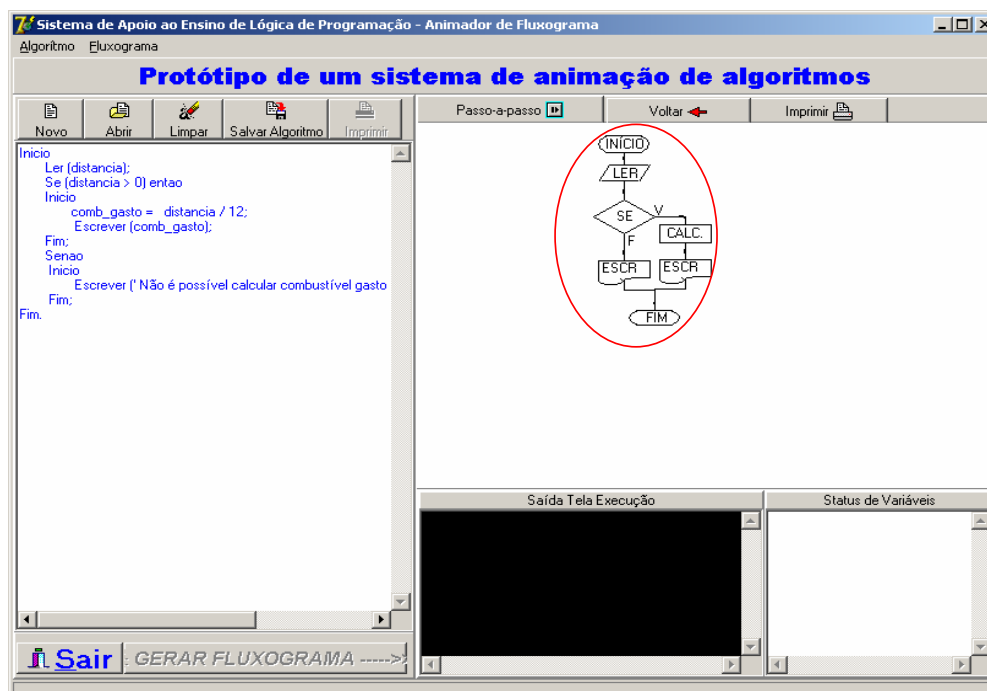 Sistema de Apoio ao Ensino de Lógica de Programação - Animador de Fluxograma
Algorítmo Fluxograma
Protótipo de um sistema de animação de algoritmos
Novo Abrir Limpar Salvar Algoritmo Imprimir
Passo-a-passo Voltar Imprimir
Inicio
Ler (distancia);
Se (distancia > 0) entao
Inicio
comb_gasto = distancia / 12;
Escrever (comb_gasto);
Fim;
Senao
Inicio
Escrever (' Não é possível calcular combustível gasto
Fim;
Fim.
INÍCIO
LER
SE V
F CALC.
ESCR ESCR
FIM
Saída Tela Execução Status de Variáveis
Sair GERAR FLUXOGRAMA ----->>